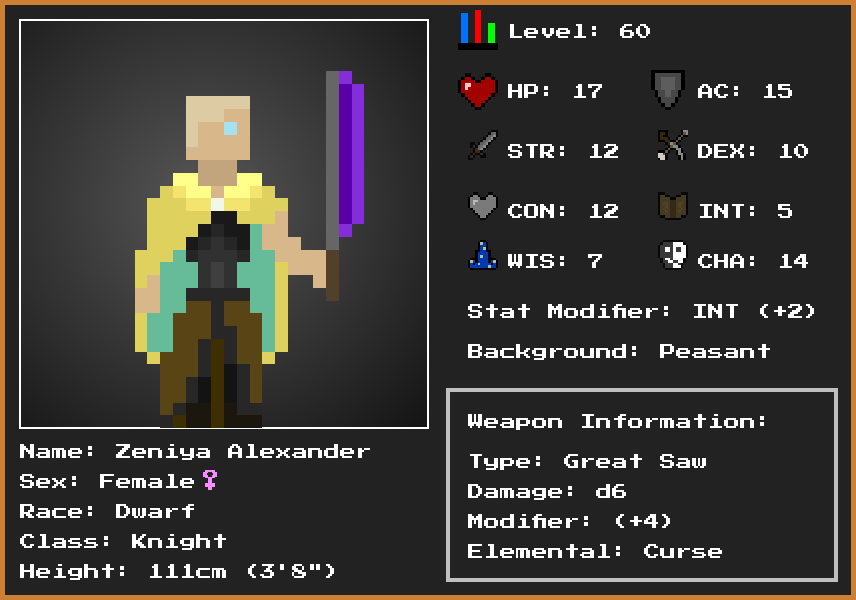 Level: 60
HP: 17
AC: 15
STR: 12
DEX: 10
CON: 12
INT: 5
WIS: 7
CHA: 14
Stat Modifier: INT (+2)
Background: Peasant
Weapon Information:
Type: Great Saw
Damage: d6
Modifier: (+4)
Elemental: Curse
Name: Zeniya Alexander
Sex: Female♀
Race: Dwarf
Class: Knight
Height: 111cm (3'8")